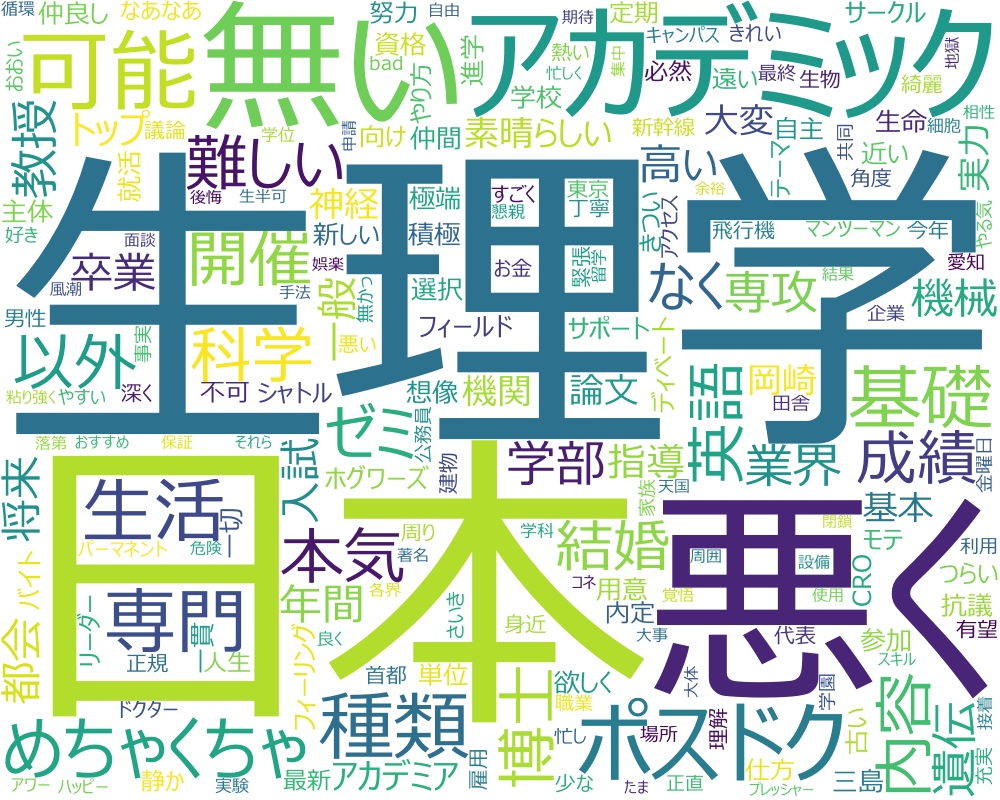 循環
なあなあ
仲良し
おおい
可能
無い
努力
自由
資格
bad
熱い
期待
忙しく
集中
定期
キャンパス
きれい
サークル
アカデミック
地獄
教授
トップ
議論
学位
申請
向け
やり方
仲間
進学
学校
素晴らしい
必然
新幹線
遠い
最終
生物
大変
自主
テーマ
共同
綺麗
生命
細胞
相性
近い
角度
実力
やる気
就活
主体
好き
面談
風潮
難しい
後悔
生半可
神経
極端
すごく
懇親
東京
丁寧
高い
きつい
アクセス
余裕
飛行機
マンツーマン
今年
愛知
生理学
卒業
開催
娯楽
手法
一般
無かっ
新しい
積極
お金
緊張
留学
選択
なく
専攻
結果
企業
機械
男性
事実
フィールド
サポート
ディベート
以外
科学
悪い
深く
不可
シャトル
想像
機関
論文
岡崎
田舎
基礎
粘り強く
やすい
落第
おすすめ
保証
それら
ゼミ
公務員
英語
業界
成績
将来
入試
ホグワーズ
建物
学部
指導
家族
天国
金曜日
日本
生活
一切
パーマネント
危険
本気
周り
著名
学科
結婚
周囲
閉鎖
設備
基本
モテ
利用
バイト
都会
専門
一貫
年間
各界
コネ
用意
覚悟
使用
CRO
つらい
抗議
悪く
リーダー
正規
人生
フィーリング
良く
さいき
身近
内定
大事
代表
参加
有望
スキル
ドクター
種類
首都
単位
博士
欲しく
職業
大体
学園
内容
遺伝
接着
充実
めちゃくちゃ
ポスドク
場所
理解
古い
アワー
ハッピー
静か
実験
最新
アカデミア
雇用
忙し
少な
たま
正直
プレッシャー
仕方
三島